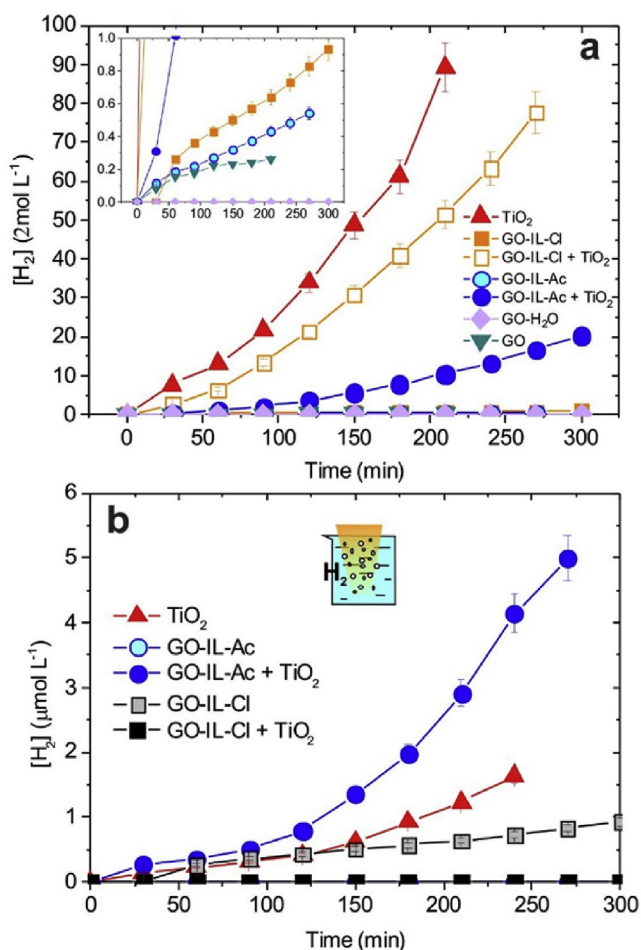 a
[H₂] (2mol L⁻¹)
100
90
80
70
60
50
40
30
20
10
0
1.0
0.8
0.6
0.4
0.2
0.0
0 50 100 150 200 250 300
TiO₂
GO-IL-Cl
GO-IL-Cl + TiO₂
GO-IL-Ac
GO-IL-Ac + TiO₂
GO-H₂O
GO
0 50 100 150 200 250 300
Time (min)
b
[H₂] (μmol L⁻¹)
6
5
4
3
2
1
0
H₂
TiO₂
GO-IL-Ac
GO-IL-Ac + TiO₂
GO-IL-Cl
GO-IL-Cl + TiO₂
0 50 100 150 200 250 300
Time (min)